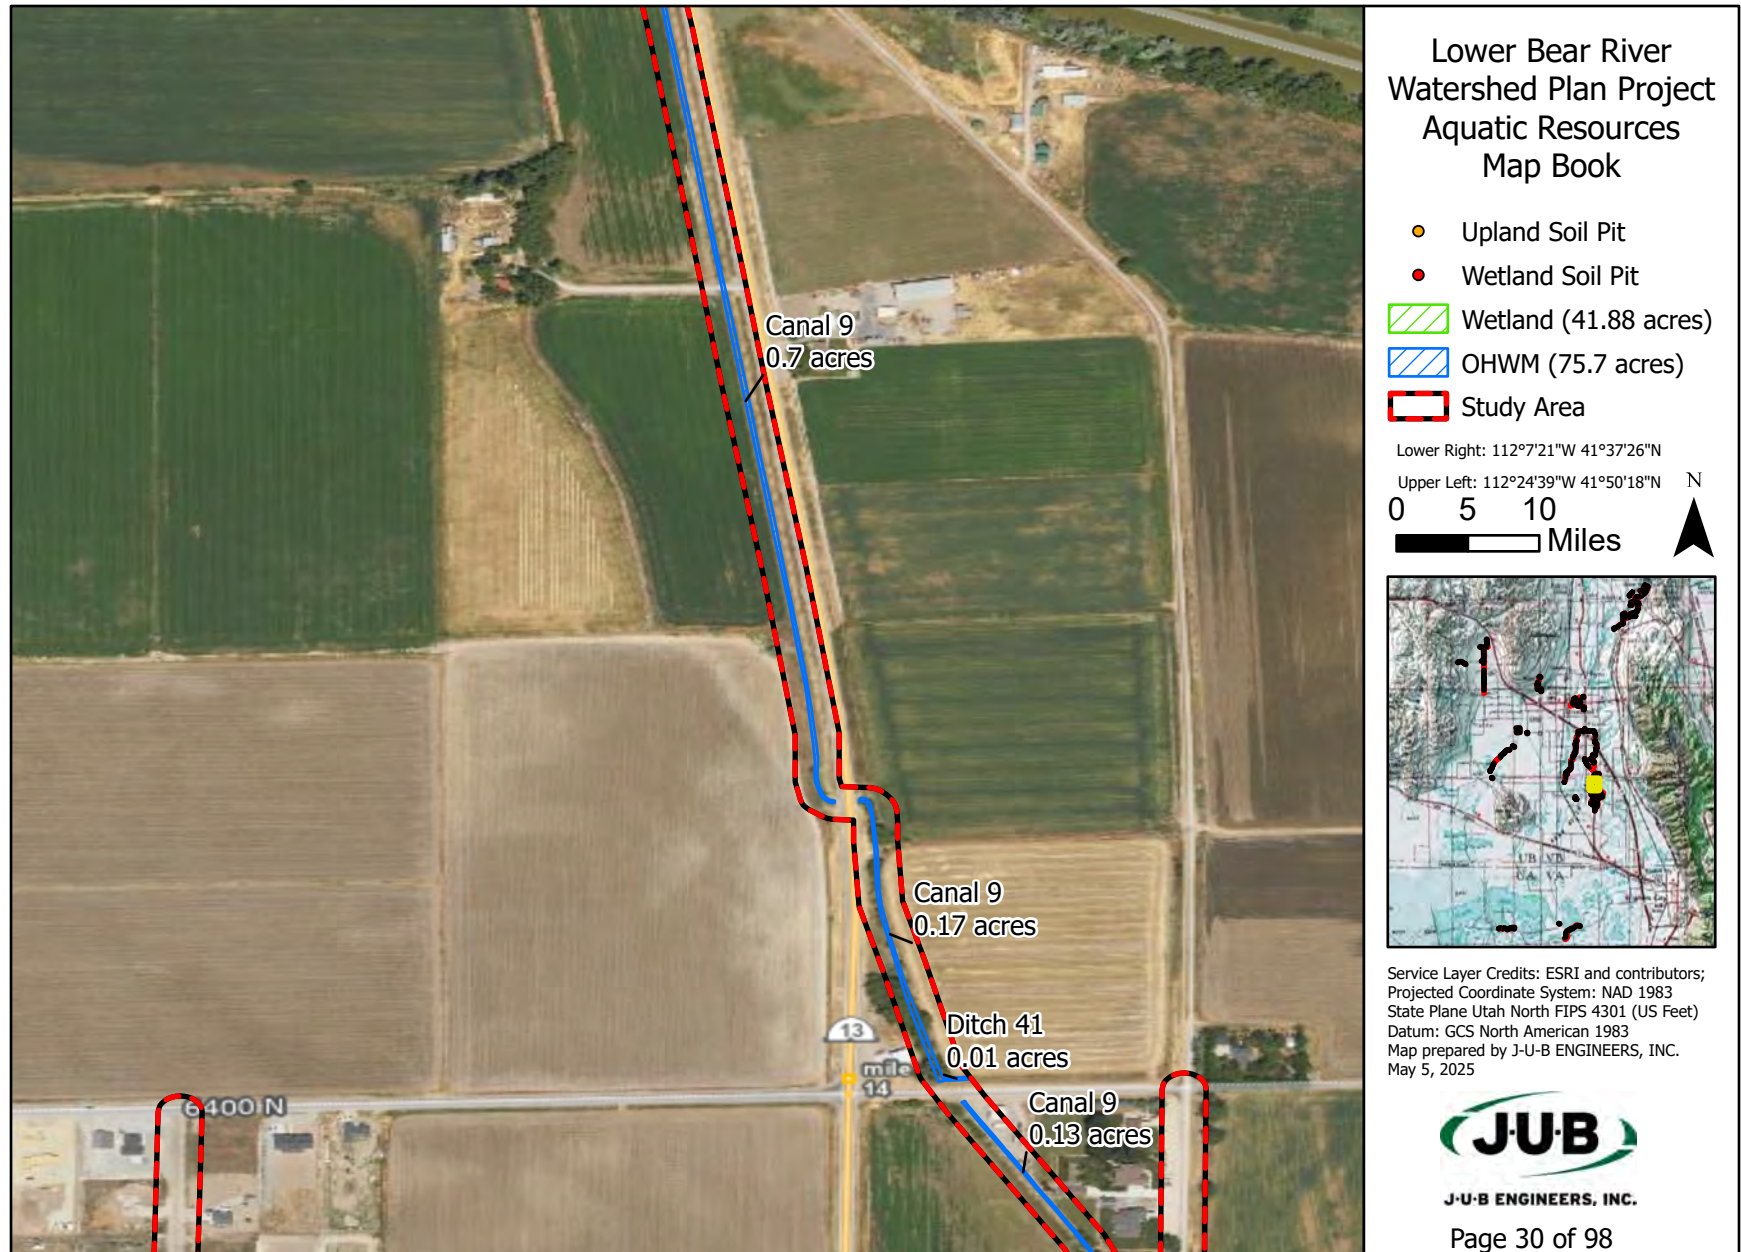 Lower Bear River
Watershed Plan Project
Aquatic Resources
Map Book
Upland Soil Pit
Wetland Soil Pit
Wetland (41.88 acres)
OHWM (75.7 acres)
Study Area
Lower Right: 112°7'21"W 41°37'26"N
Upper Left: 112°24'39"W 41°50'18"N
N
0 5 10
Miles
Service Layer Credits: ESRI and contributors;
Projected Coordinate System: NAD 1983
State Plane Utah North FIPS 4301 (US Feet)
Datum: GCS North American 1983
Map prepared by J-U-B ENGINEERS, INC.
May 5, 2025
J·U·B
J·U·B ENGINEERS, INC.
Page 30 of 98
Canal 9
0.7 acres
Canal 9
0.17 acres
Ditch 41
0.01 acres
13
mile
14
6400 N
Canal 9
0.13 acres